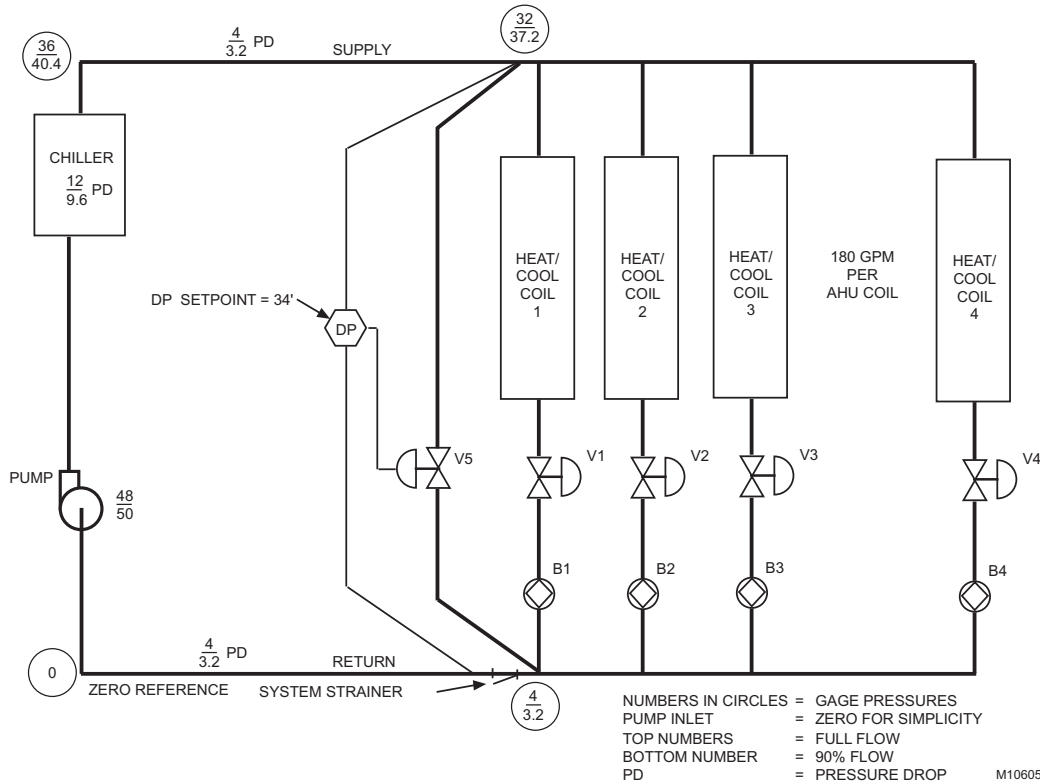 36
40.4
4
3.2 PD
SUPPLY
32
37.2
CHILLER
12
9.6 PD
HEAT/
COOL
COIL
1
HEAT/
COOL
COIL
2
HEAT/
COOL
COIL
3
180 GPM
PER
AHU COIL
HEAT/
COOL
COIL
4
DP SETPOINT = 34'
DP
V5
V1
V2
V3
V4
PUMP
48
50
B1
B2
B3
B4
0
4
3.2 PD
RETURN
ZERO REFERENCE
SYSTEM STRAINER
4
3.2
NUMBERS IN CIRCLES = GAGE PRESSURES
PUMP INLET = ZERO FOR SIMPLICITY
TOP NUMBERS = FULL FLOW
BOTTOM NUMBER = 90% FLOW
PD = PRESSURE DROP
M10605